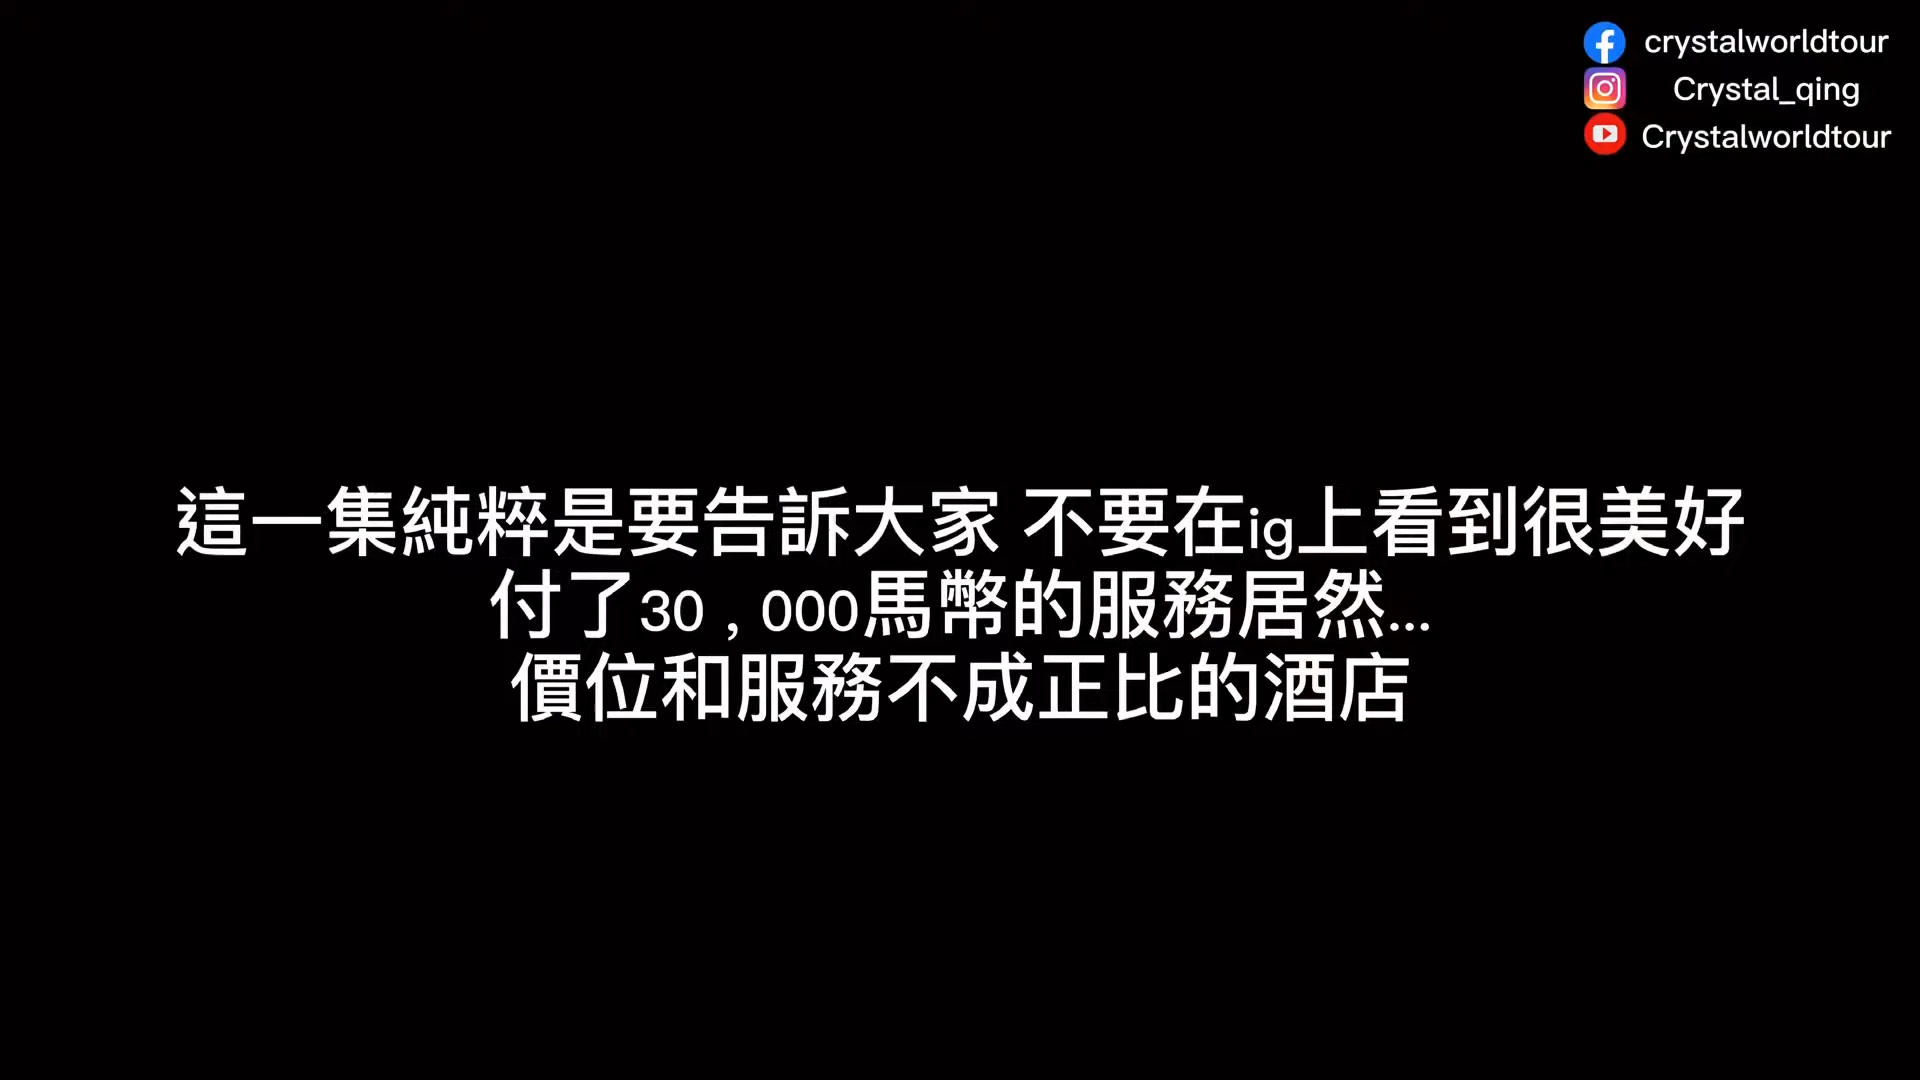 crystalworldtour
Crystal_qing
Crystalworldtour
這一集純粹是要告訴大家 不要在ig上看到很美好
付了30 , 000馬幣的服務居然...
價位和服務不成正比的酒店